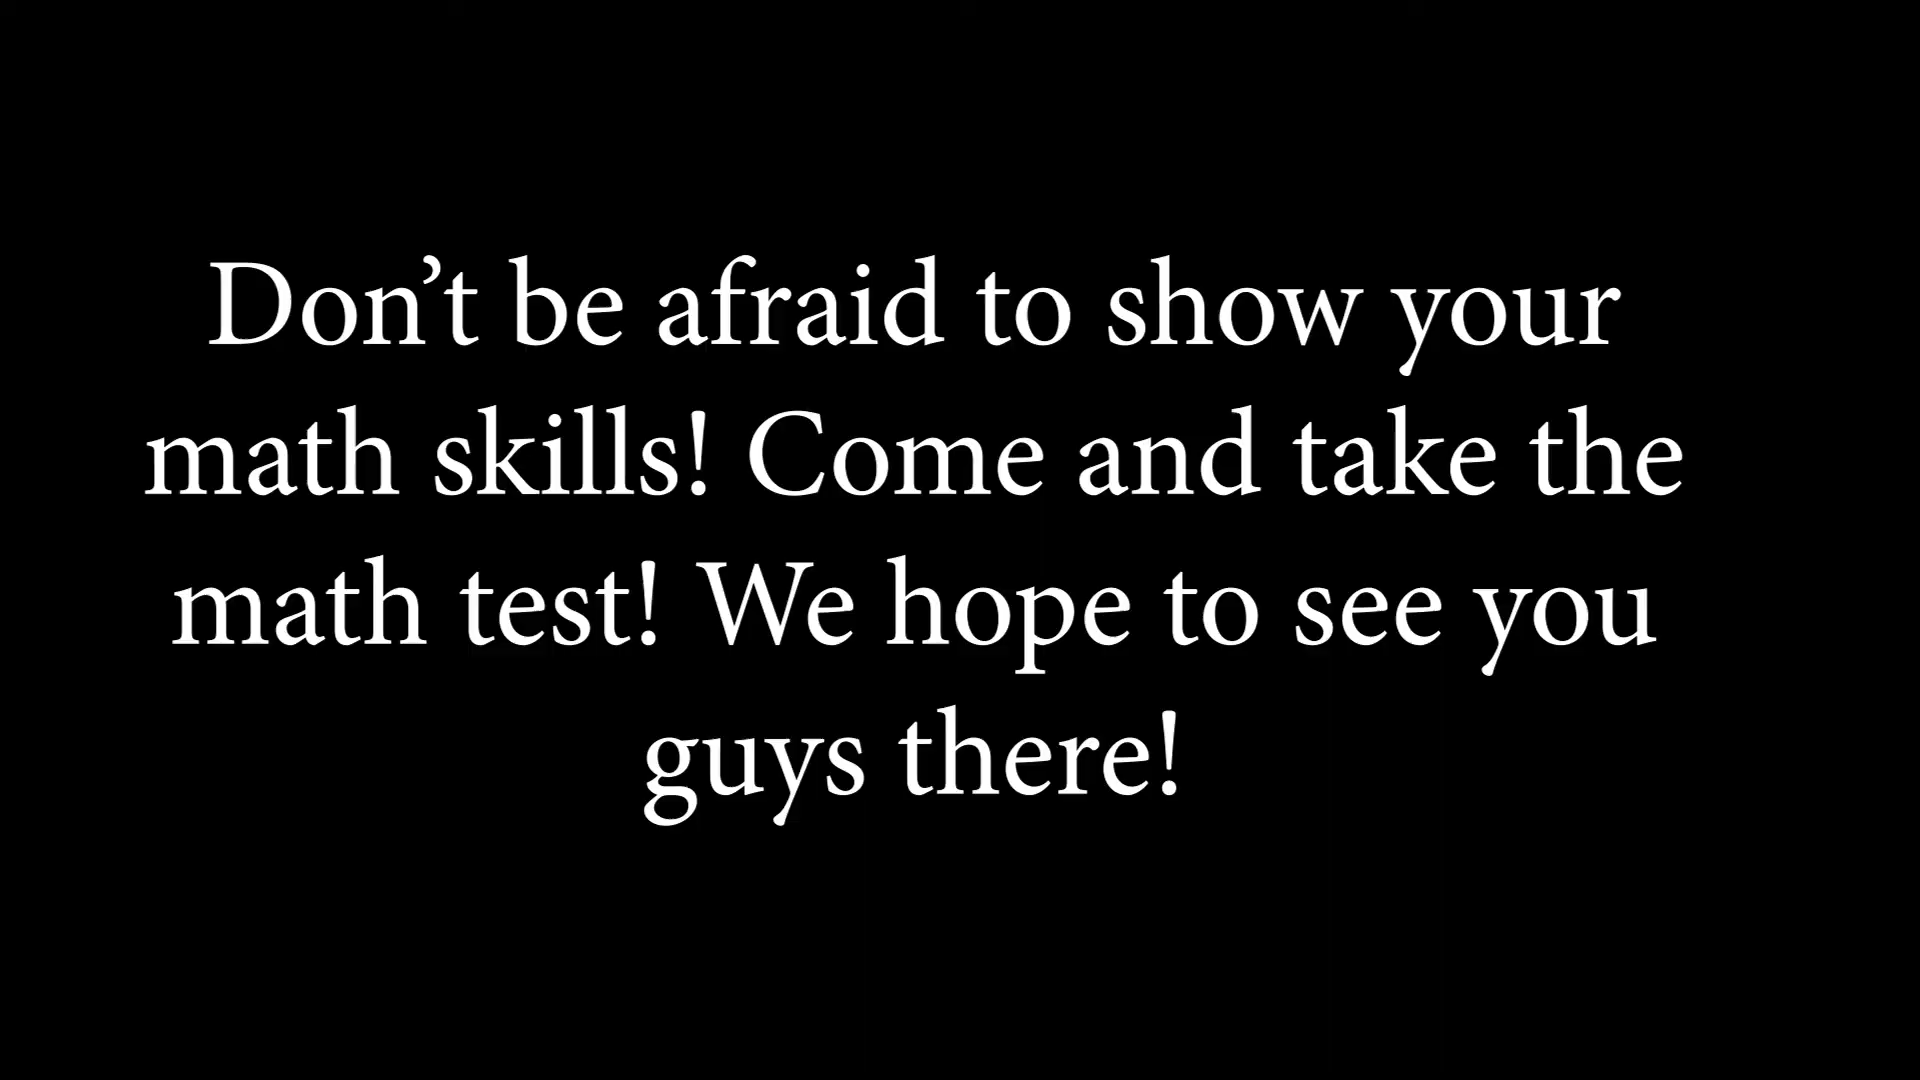 Don’t be afraid to show your
math skills! Come and take the
math test! We hope to see you
guys there!